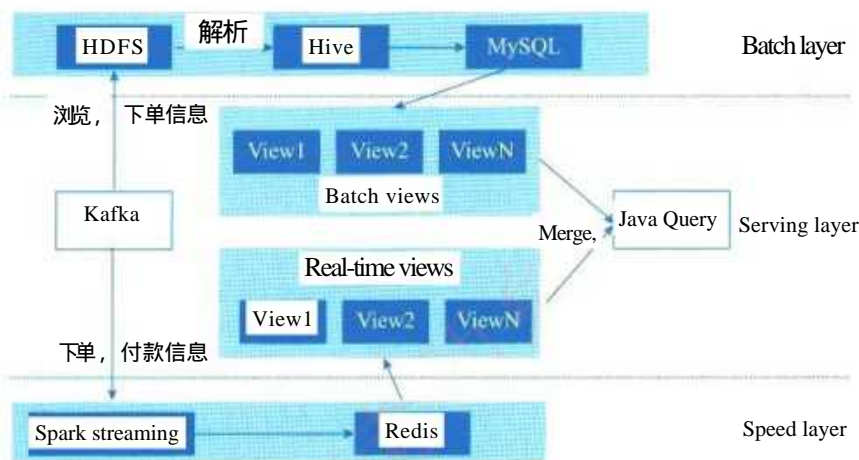 HDFS
解析
Hive
MySQL
Batch layer
浏览， 下单信息
View1
View2
ViewN
Batch views
Kafka
Merge,
Java Query
Serving layer
Real-time views
View1
View2
ViewN
下单， 付款信息
Spark streaming
Redis
Speed layer